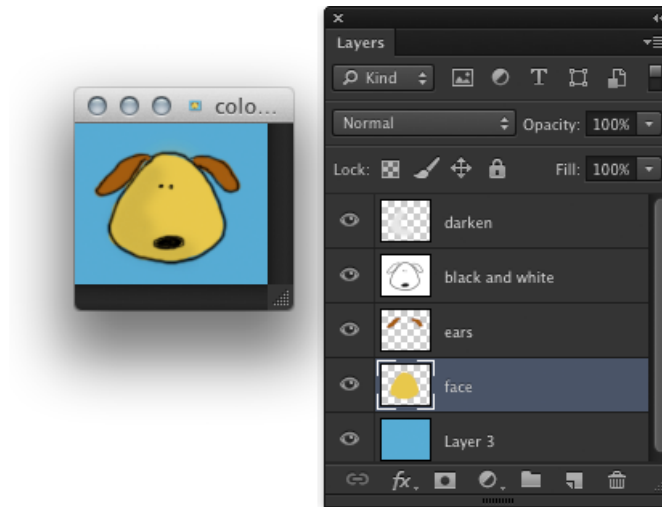 colo...
Layers
Kind
Normal
Opacity: 100%
Lock:
Fill: 100%
darken
black and white
ears
face
Layer 3
fx